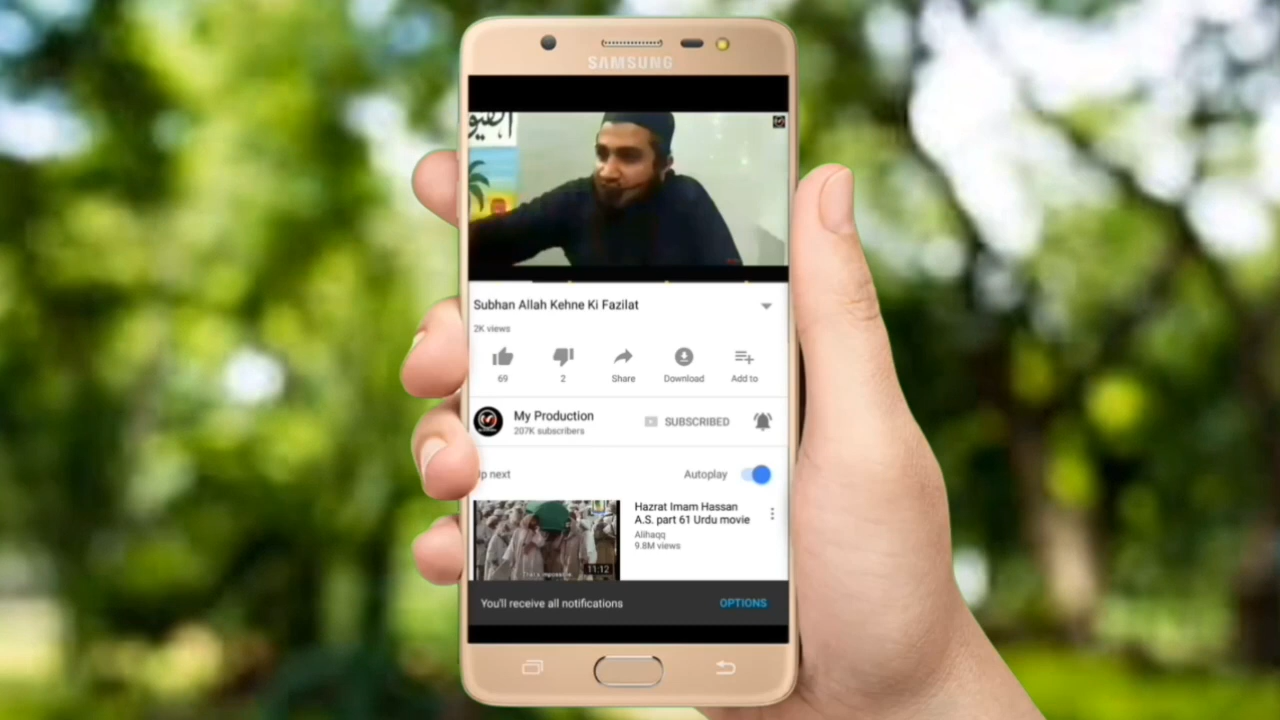 SAMSUNG
القيو
Subhan Allah Kehne Ki Fazilat
2K views
69
2
Share
Download
Add to
My Production
207K subscribers
SUBSCRIBED
p next
Autoplay
Hazrat Imam Hassan
A.S. part 61 Urdu movie
Alihaqq
9.8M views
11:12
You'll receive all notifications
OPTIONS